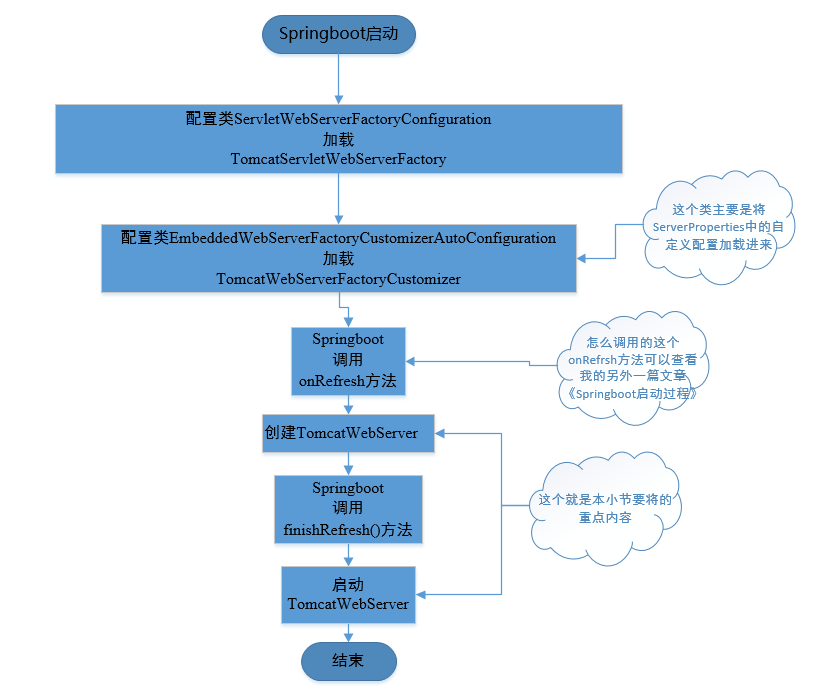 Springboot启动
配置类ServletWebServerFactoryConfiguration
加载
TomcatServletWebServerFactory
这个类主要是将
ServerProperties中的自
定义配置加载进来
配置类EmbeddedWebServerFactoryCustomizerAutoConfiguration
加载
TomcatWebServerFactoryCustomizer
Springboot
调用
onRefresh方法
怎么调用的这个
onRefrsh方法可以查看
我的另外一篇文章
《Springboot启动过程》
创建TomcatWebServer
Springboot
调用
finishRefresh()方法
这个就是本小节要将的
重点内容
启动
TomcatWebServer
结束